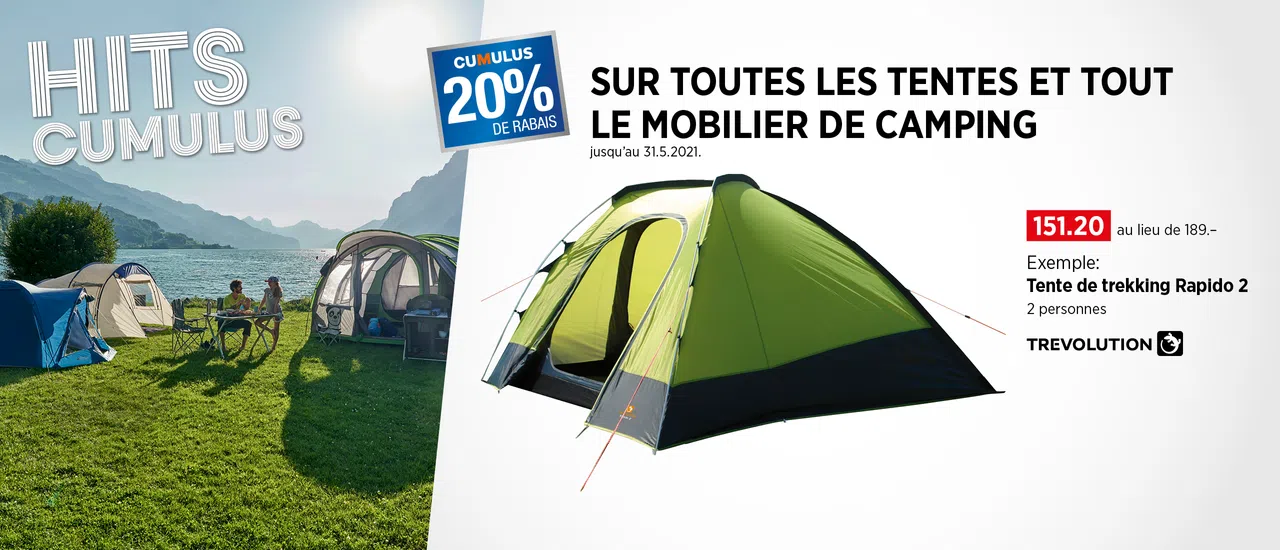 HITS
CUMULUS
CUMULUS
20%
DE RABAIS
SUR TOUTES LES TENTES ET TOUT
LE MOBILIER DE CAMPING
jusqu'au 31.5.2021.
151.20 au lieu de 189.–
Exemple:
Tente de trekking Rapido 2
2 personnes
TREVOLUTION